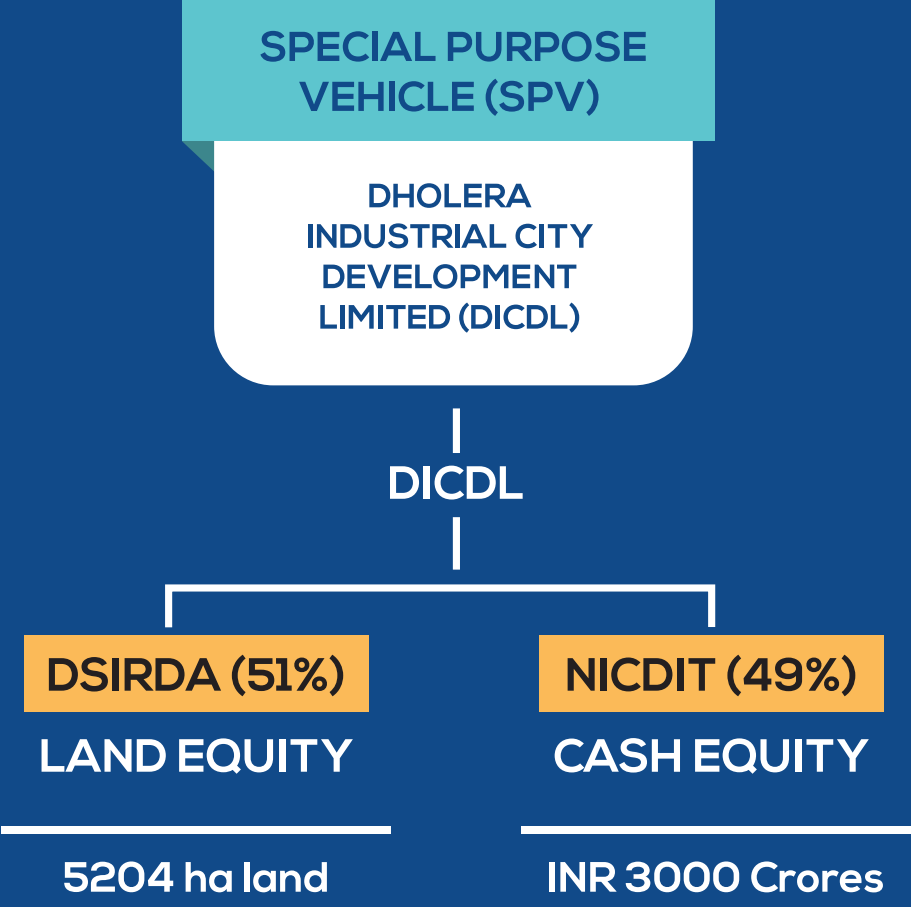 SPECIAL PURPOSE
VEHICLE (SPV)
DHOLERA
INDUSTRIAL CITY
DEVELOPMENT
LIMITED (DICDL)
DICDL
DSIRDA (51%)
LAND EQUITY
5204 ha land
NICDIT (49%)
CASH EQUITY
INR 3000 Crores